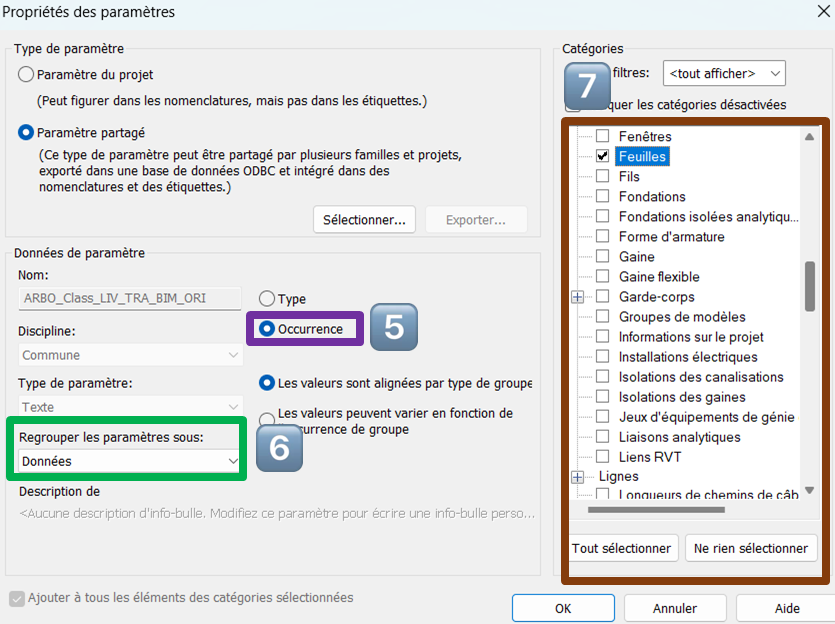 Propriétés des paramètres
Type de paramètre
Paramètre du projet
(Peut figurer dans les nomenclatures, mais pas dans les étiquettes.)
Paramètre partagé
(Ce type de paramètre peut être partagé par plusieurs familles et projets,
exporté dans une base de données ODBC et intégré dans des
nomenclatures et des étiquettes.)
Sélectionner...
Exporter...
Données de paramètre
Nom:
ARBO_Class_LIV_TRA_BIM_ORI
Type
Occurrence
5
Discipline:
Commune
Type de paramètre:
Texte
Les valeurs sont alignées par type de groupe
Les valeurs peuvent varier en fonction de
ccurrence de groupe
6
Regrouper les paramètres sous:
Données
Description de
<Aucune description d'info-bulle. Modifiez ce paramètre pour écrire une info-bulle perso...
Ajouter à tous les éléments des catégories sélectionnées
Catégories
7
filtres:
<tout afficher>
quer les catégories désactivées
Fenêtres
Feuilles
Fils
Fondations
Fondations isolées analytiqu...
Forme d'armature
Gaine
Gaine flexible
Garde-corps
Groupes de modèles
Informations sur le projet
Installations électriques
Isolations des canalisations
Isolations des gaines
Jeux d'équipements de génie
Liaisons analytiques
Liens RVT
Lignes
Longueurs de chemins de câb
Tout sélectionner
Ne rien sélectionner
OK
Annuler
Aide